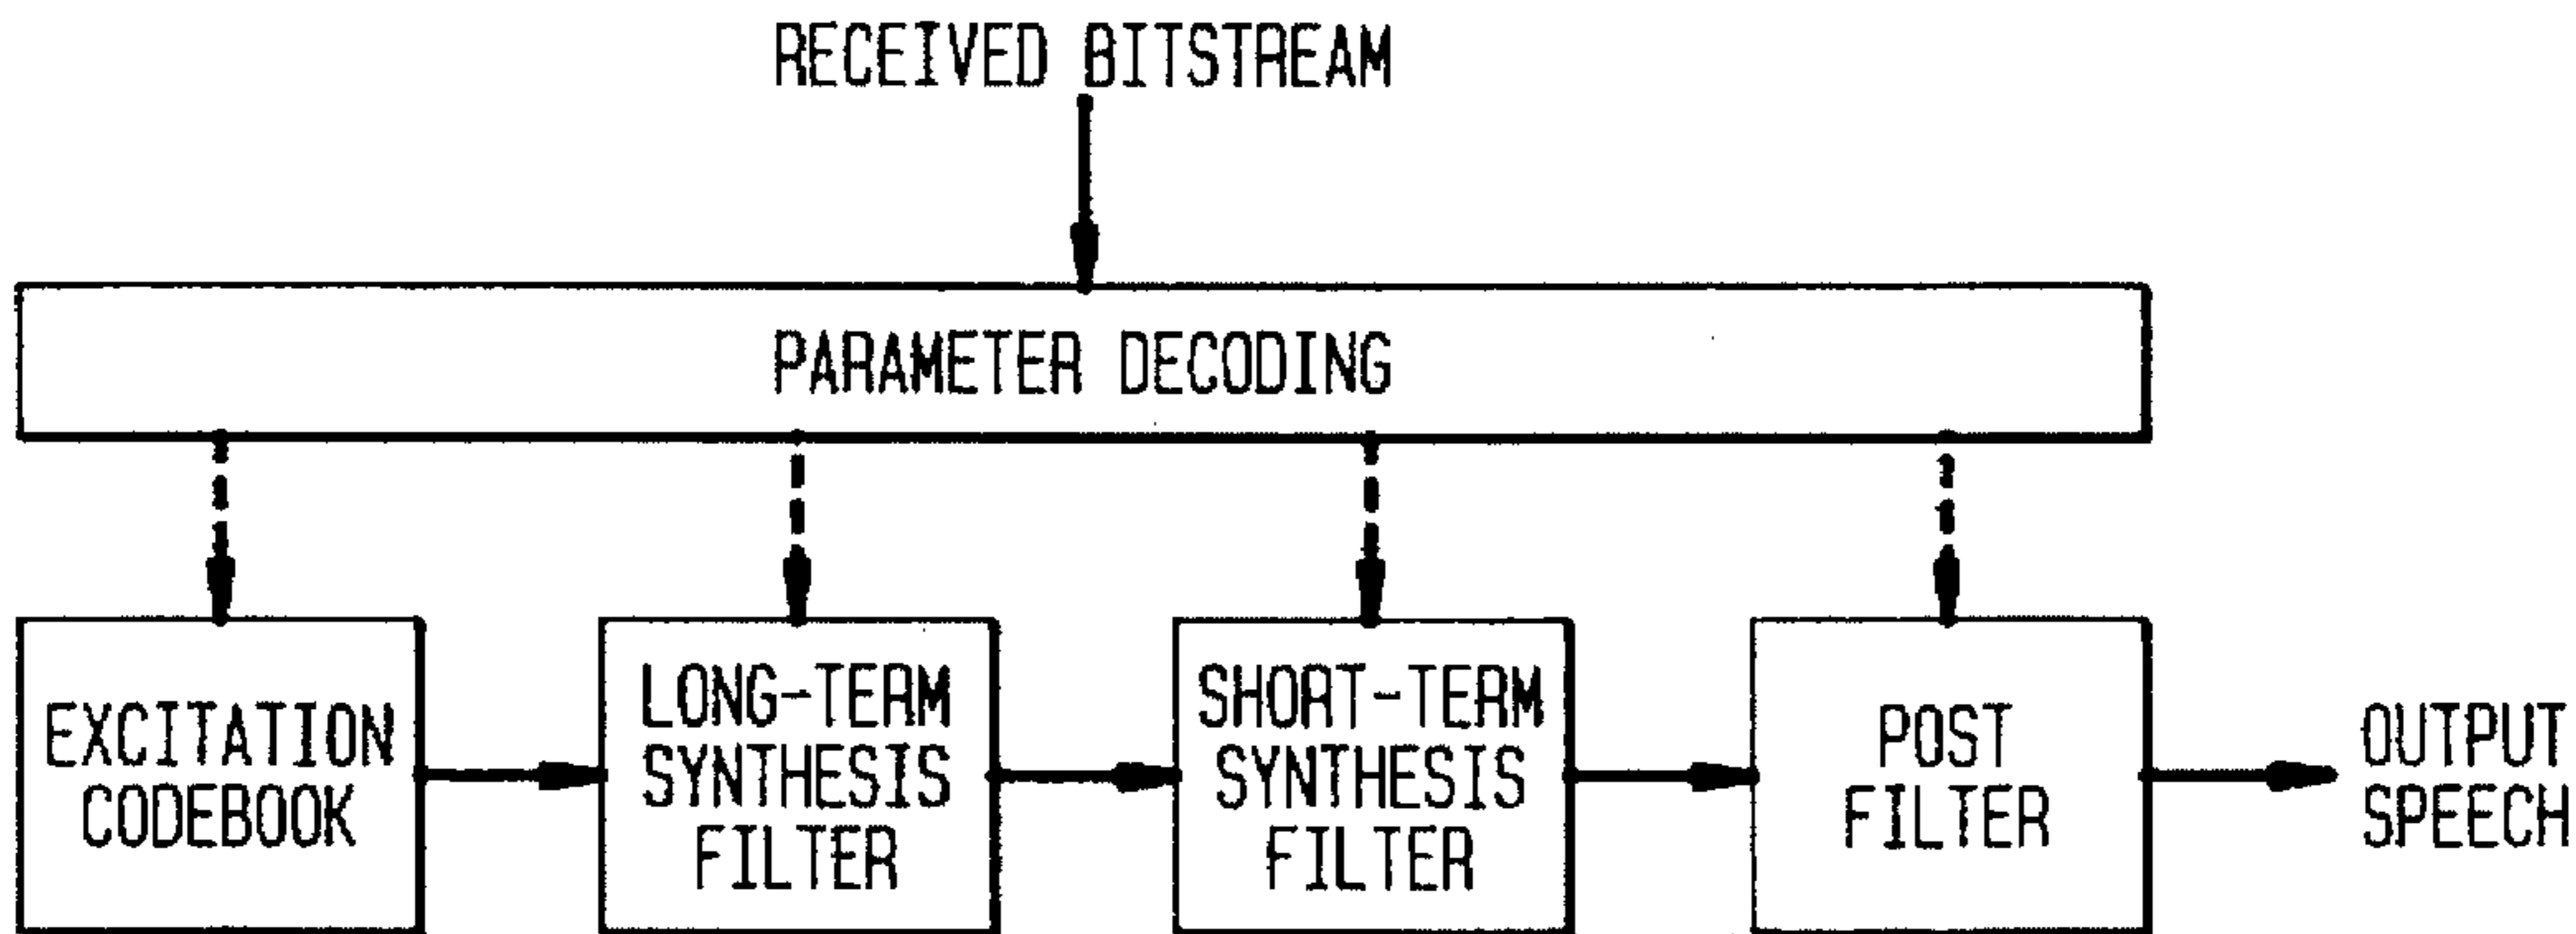 RECEIVED BITSTREAM
PARAMETER DECODING
EXCITATION
CODEBOOK
LONG-TERM
SYNTHESIS
FILTER
SHORT-TERM
SYNTHESIS
FILTER
POST
FILTER
OUTPUT
SPEECH